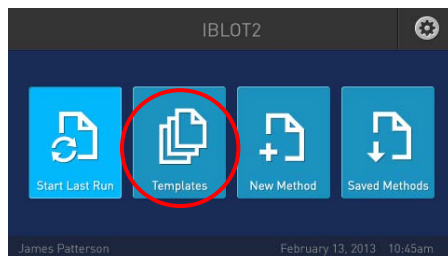 IBLOT2
Start Last Run
Templates
New Method
Saved Methods
James Patterson
February 13, 2013 10:45am